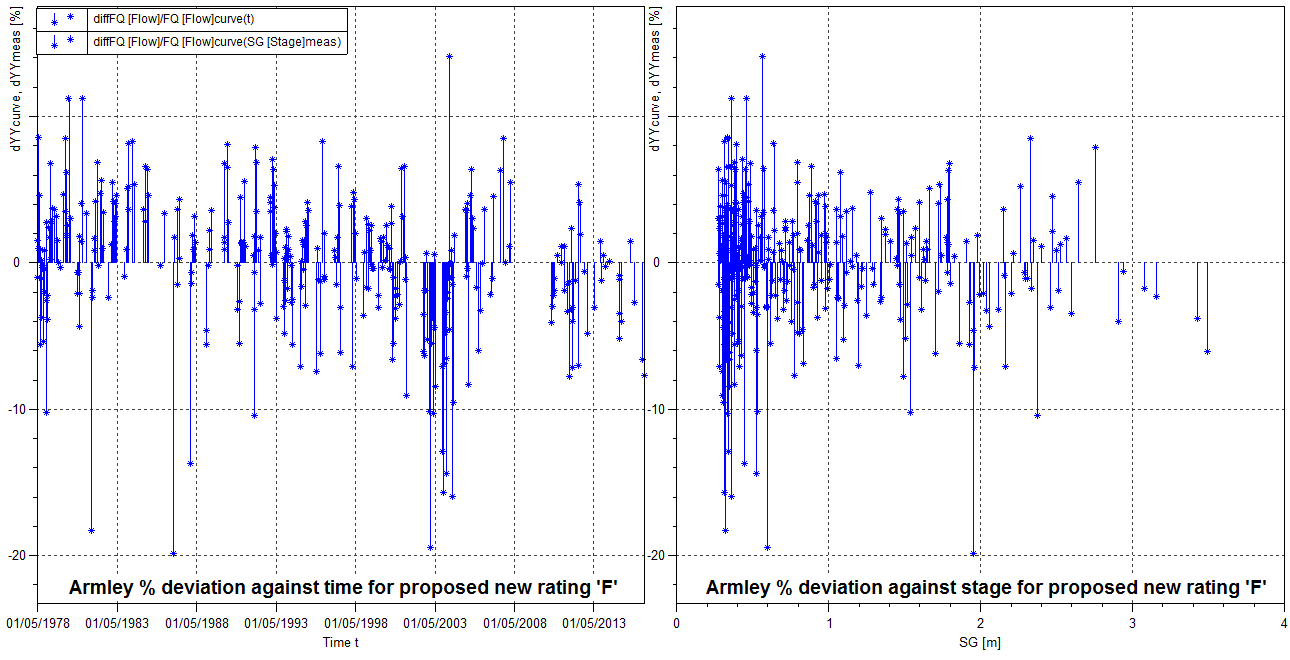 diffFQ [Flow]/FQ [Flow]curve(t)
diffFQ [Flow]/FQ [Flow]curve(SG [Stage]meas)
dYYcurve, dYYmeas [%]
0
-10
-20
Armley % deviation against time for proposed new rating 'F'
01/05/1978 01/05/1983 01/05/1988 01/05/1993 01/05/1998 01/05/2003 01/05/2008 01/05/2013
Time t
dYYcurve, dYYmeas [%]
0
-10
-20
Armley % deviation against stage for proposed new rating 'F'
0 1 2 3 4
SG [m]